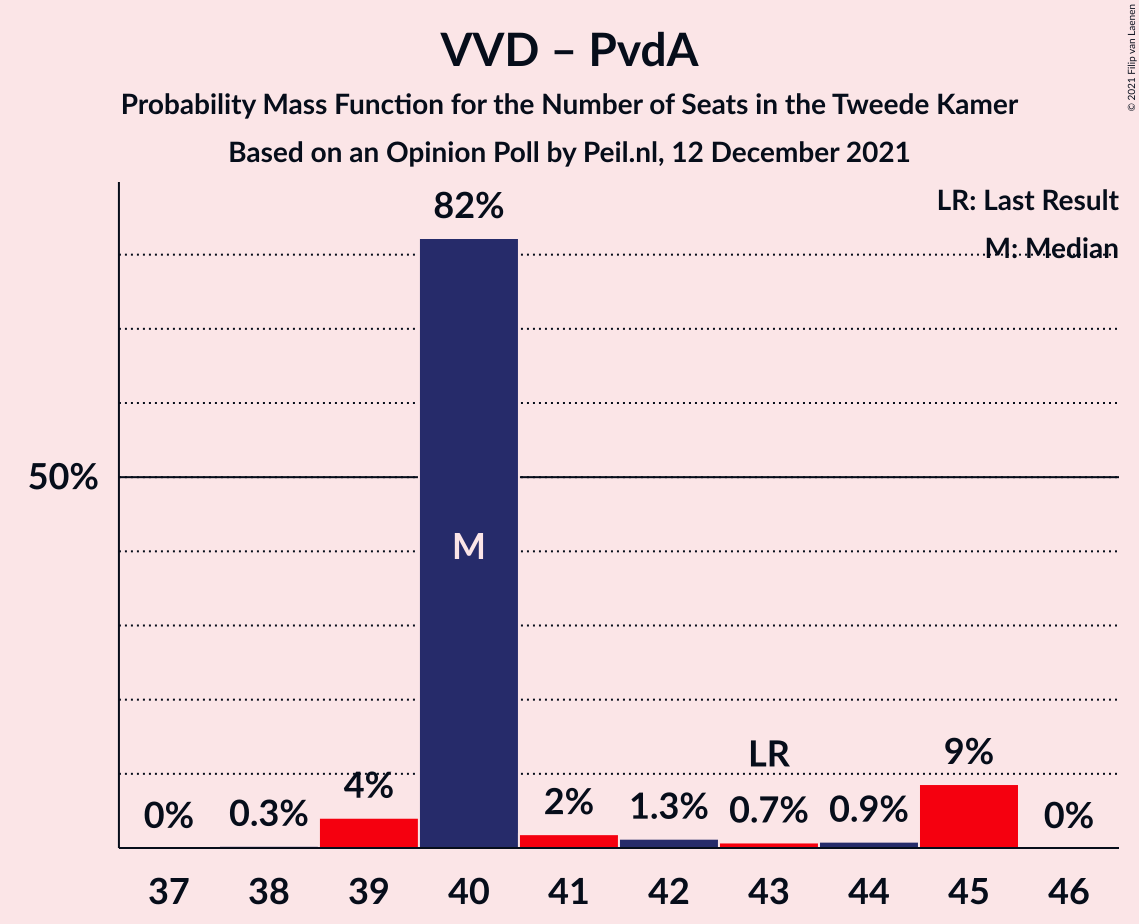 VVD – PvdA
Probability Mass Function for the Number of Seats in the Tweede Kamer
Based on an Opinion Poll by Peil.nl, 12 December 2021
© 2021 Filip van Laenen
LR: Last Result
M: Median
82%
50%
M
LR
0%
0.3%
4%
2%
1.3%
0.7%
0.9%
9%
0%
37 38 39 40 41 42 43 44 45 46